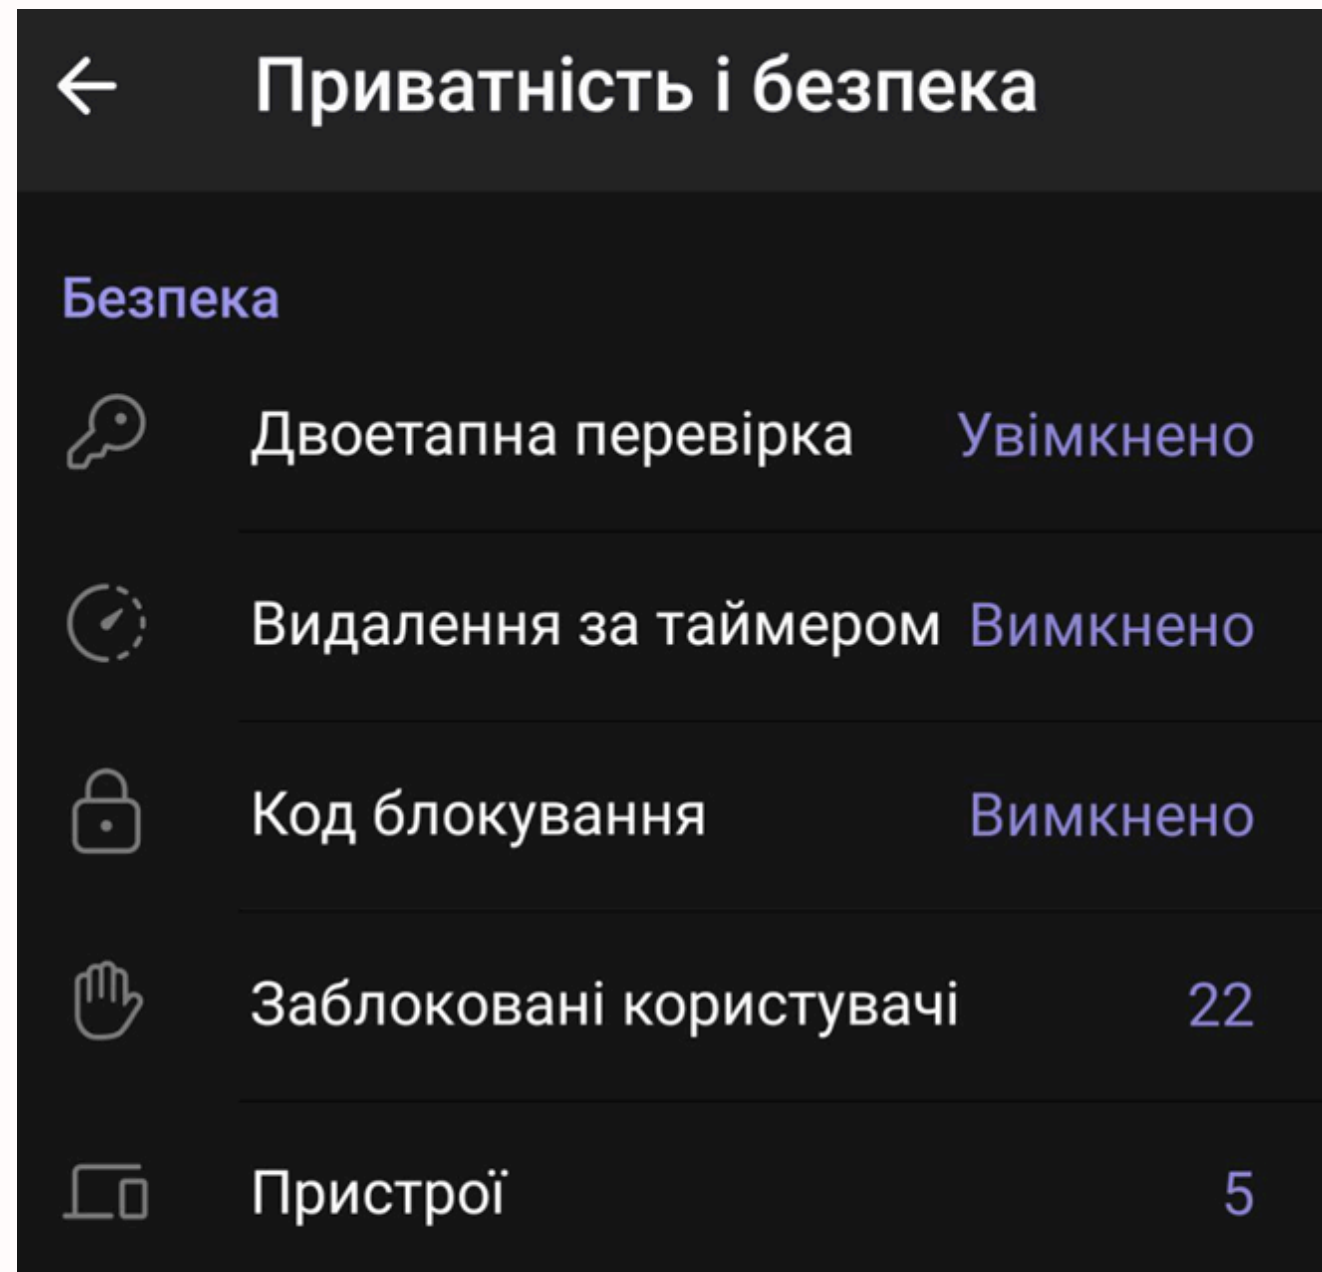 Приватність і безпека
Безпека
Двоетапна перевірка Увімкнено
Видалення за таймером Вимкнено
Код блокування Вимкнено
Заблоковані користувачі 22
Пристрої 5